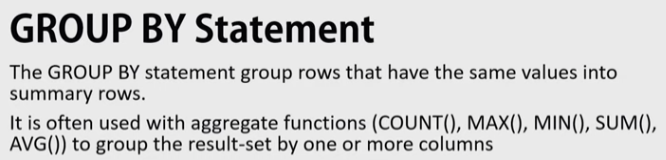 GROUP BY Statement
The GROUP BY statement group rows that have the same values into
summary rows.
It is often used with aggregate functions (COUNT(), MAX(), MIN(), SUM(),
AVG()) to group the result-set by one or more columns